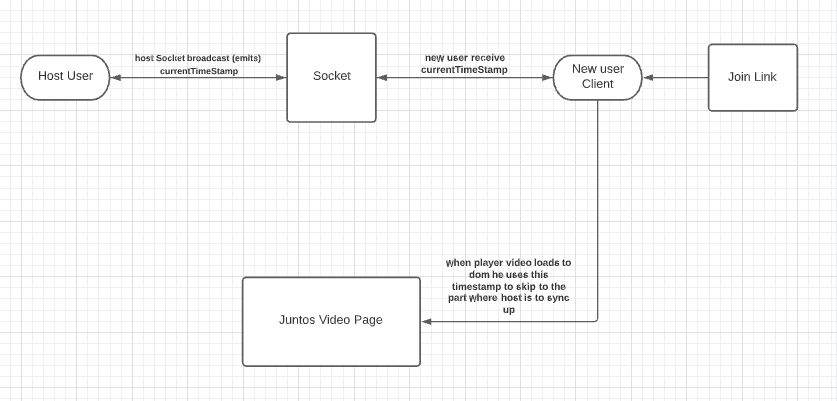 Host User
host Socket broadcast (emits)
currentTimeStamp
Socket
new user receive
currentTimeStamp
New user
Client
Join Link
when player video loads to
dom he uses this
timestamp to skip to the
part where host is to sync
up
Juntos Video Page